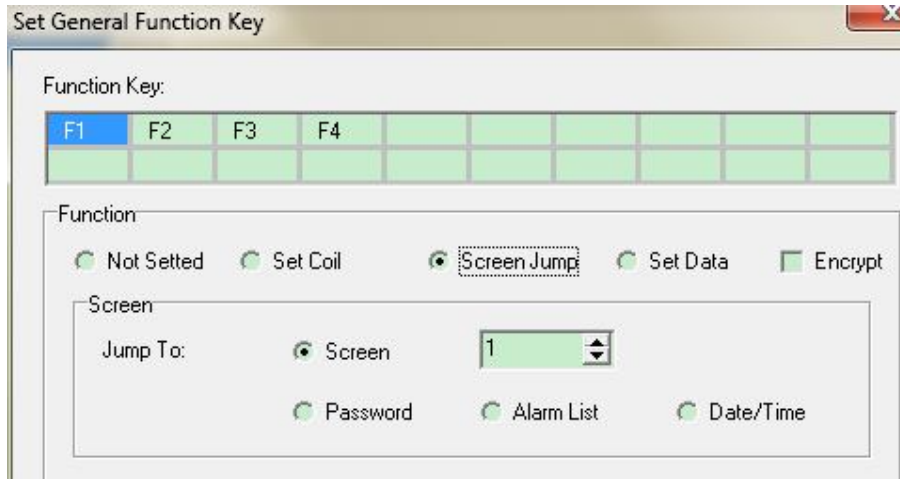 Set General Function Key
Function Key:
F1 F2 F3 F4
Function
Not Setted Set Coil Screen Jump Set Data Encrypt
Screen
Jump To: Screen 1
Password Alarm List Date/Time